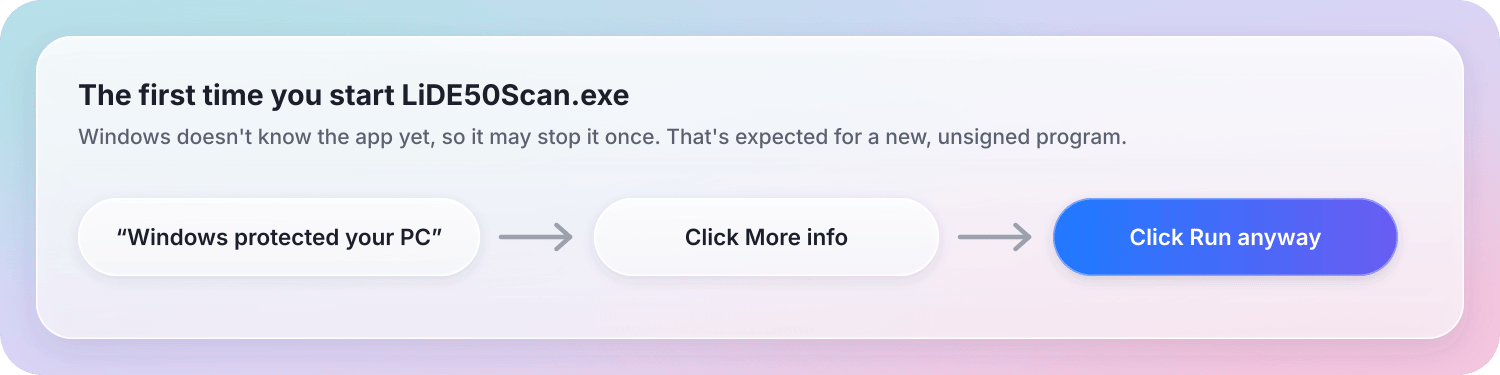 The first time you start LiDE50Scan.exe
Windows doesn't know the app yet, so it may stop it once. That's expected for a new, unsigned program.
“Windows protected your PC”
Click More info
Click Run anyway